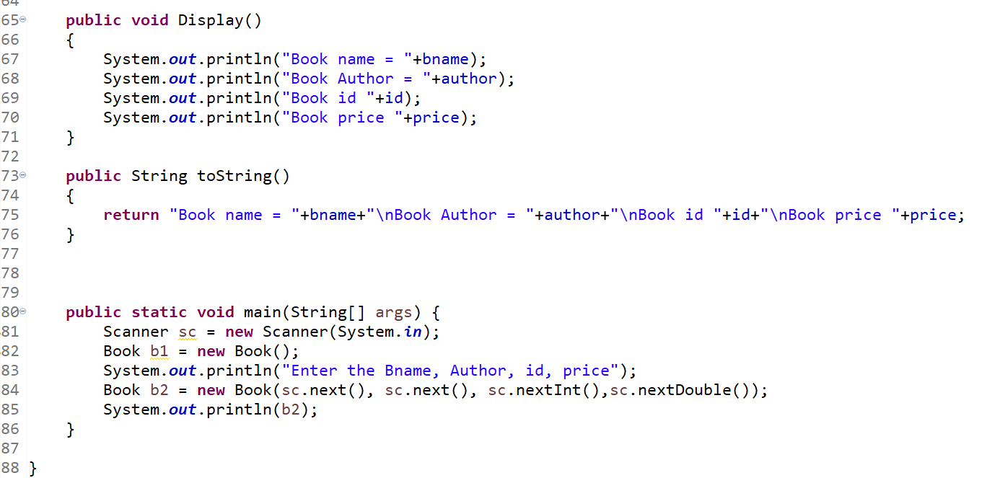 64
65 public void Display()
66 {
67 System.out.println("Book name = "+bname);
68 System.out.println("Book Author = "+author);
69 System.out.println("Book id "+id);
70 System.out.println("Book price "+price);
71 }
72
73 public String toString()
74 {
75 return "Book name = "+bname+"\nBook Author = "+author+"\nBook id "+id+"\nBook price "+price;
76 }
77
78
79
80 public static void main(String[] args) {
81 Scanner sc = new Scanner(System.in);
82 Book b1 = new Book();
83 System.out.println("Enter the Bname, Author, id, price");
84 Book b2 = new Book(sc.next(), sc.next(), sc.nextInt(),sc.nextDouble());
85 System.out.println(b2);
86 }
87
88 }